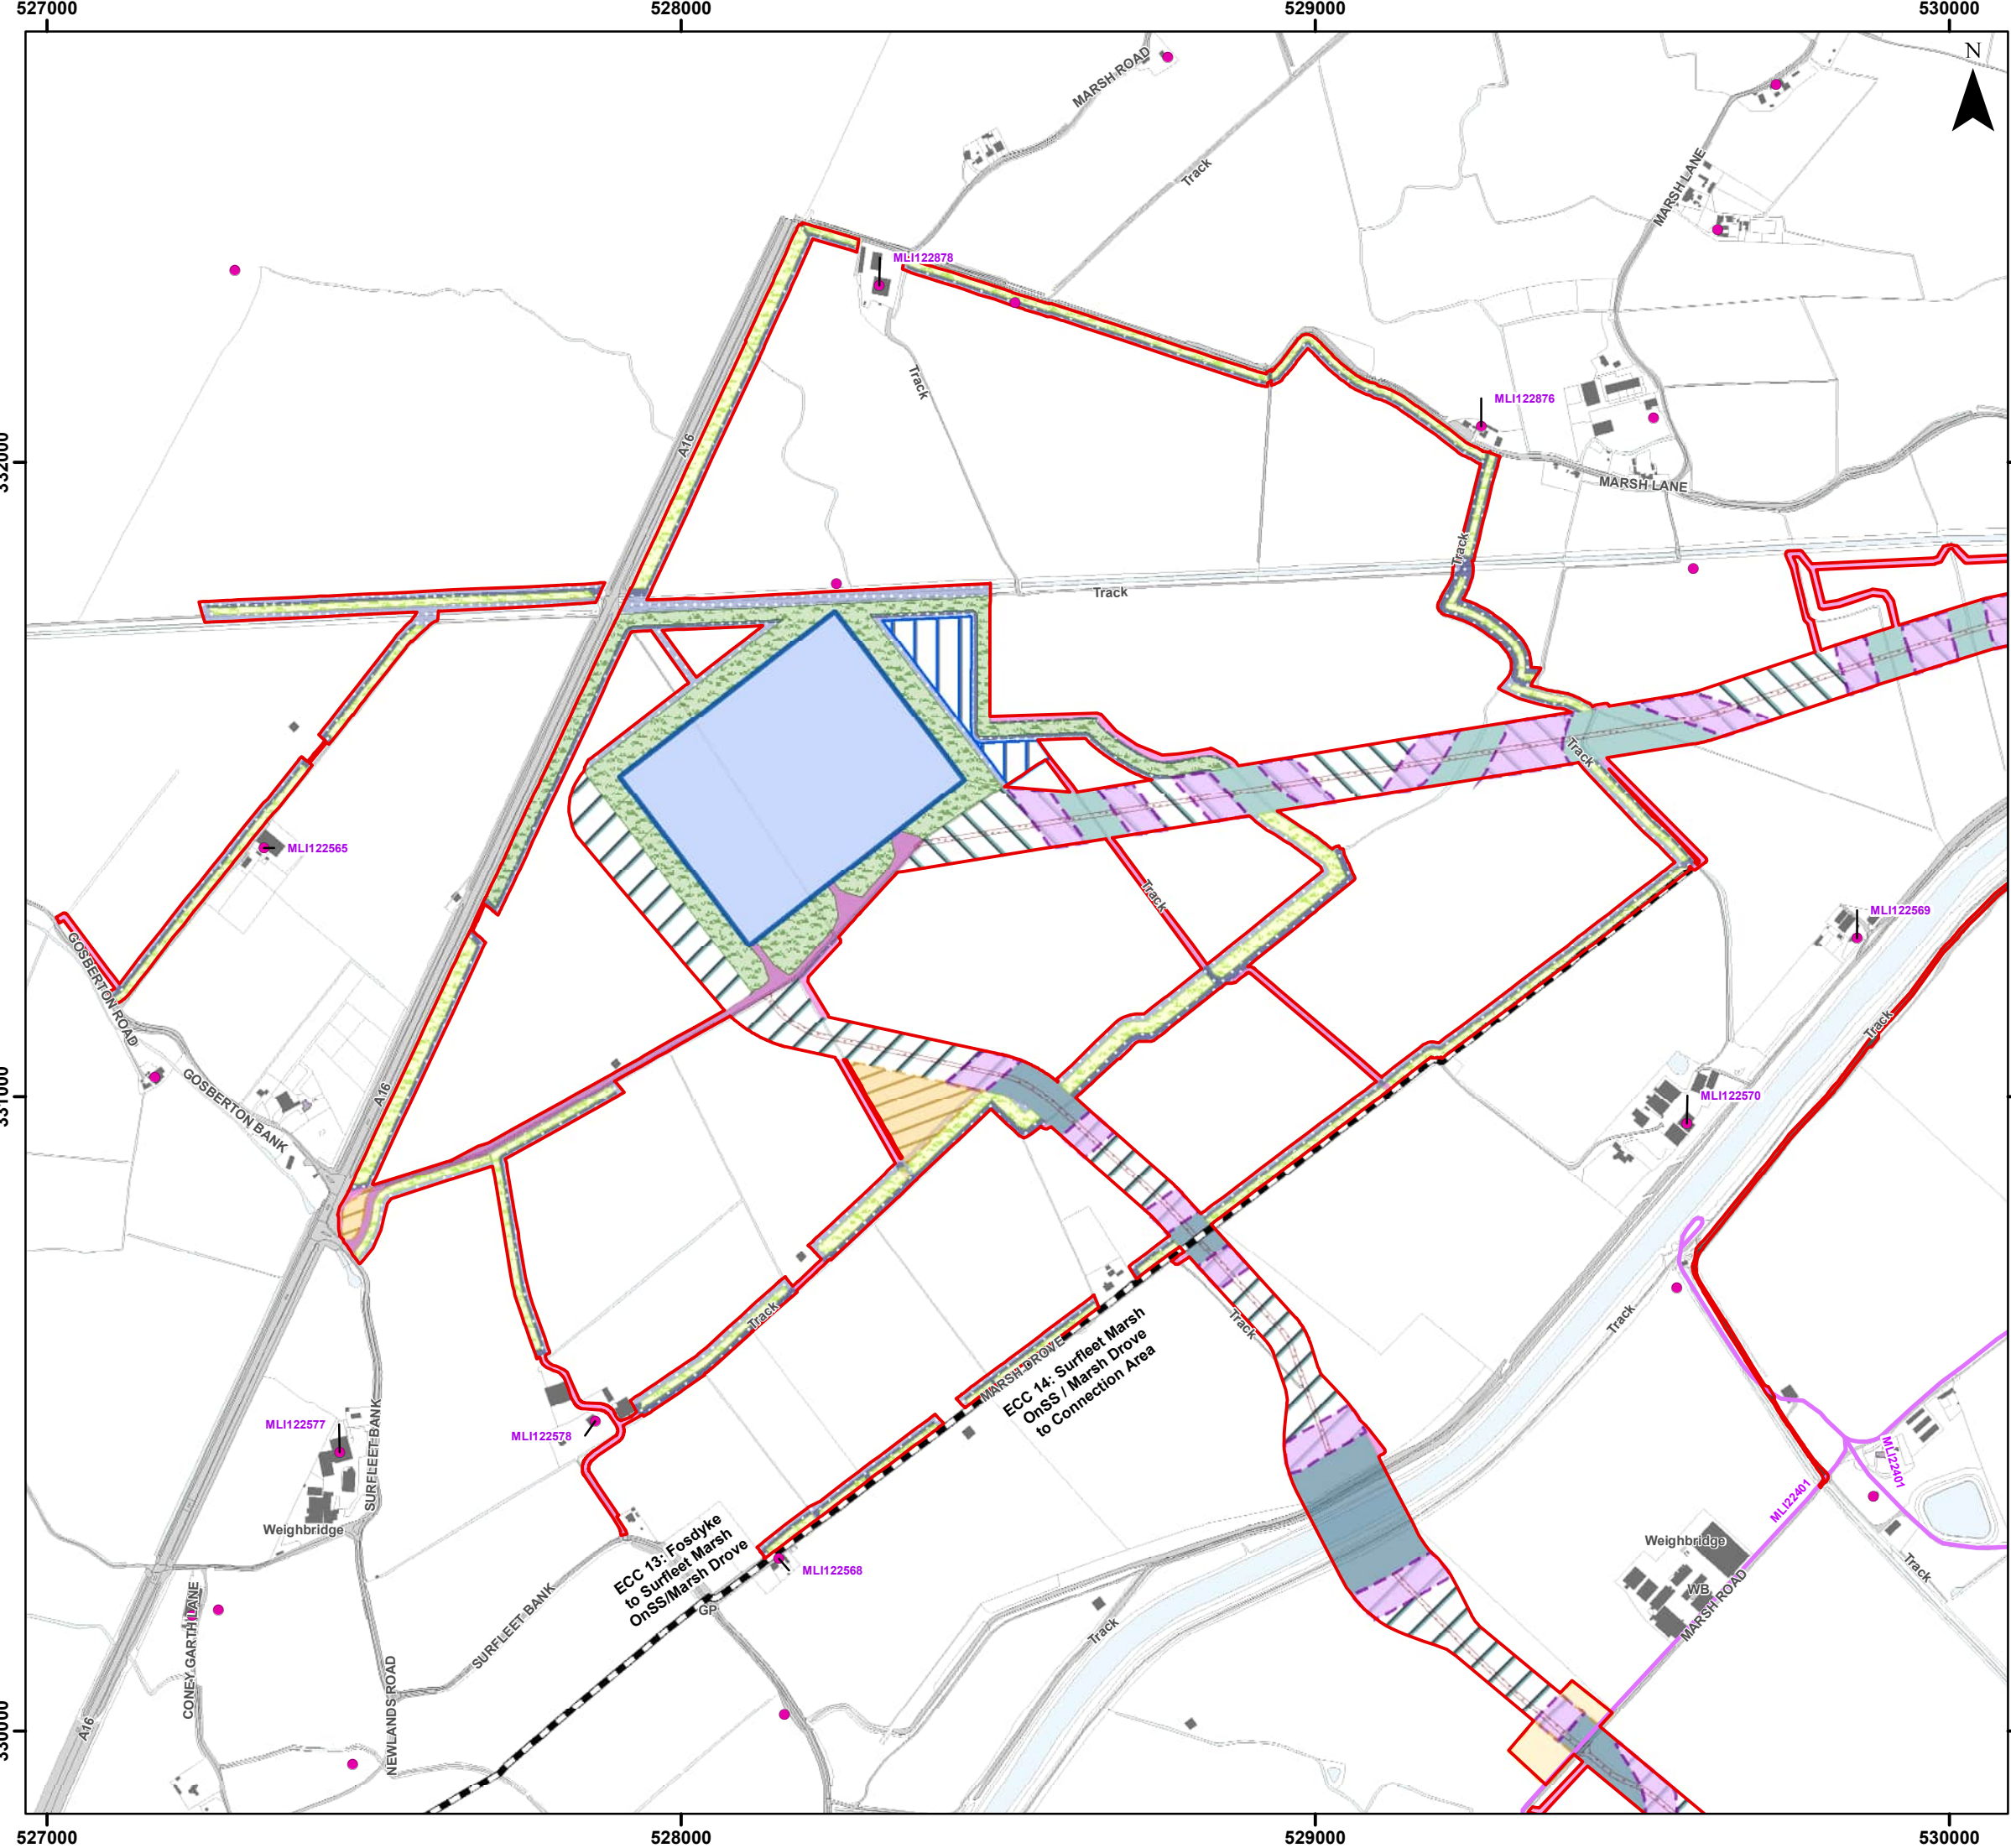 527000
528000
529000
530000
N
MARSH ROAD
Track
MARSH LANE
MLI122878
Track
MLI122876
A16
332000
MARSH LANE
Track
Track
Track
MLI122565
Track
MLI122569
GOSBERTON ROAD
Track
GOSBERTON BANK
A16
331000
MLI122570
Track
Track
Track
MARSH DROVE
ECC 14: Surfleet Marsh
OnSS / Marsh Drove
to Connection Area
MLI122577
SURFLEET BANK
MLI122578
MLI22401
MLI22401
Weighbridge
ECC 13: Fosdyke
to Surfleet Marsh
OnSS/Marsh Drove
MLI122568
Weighbridge
Track
WB
MARSH ROAD
GP
SURFLEET BANK
Track
CONEY GARTH LANE
NEWLANDS ROAD
A16
330000
527000
528000
529000
530000